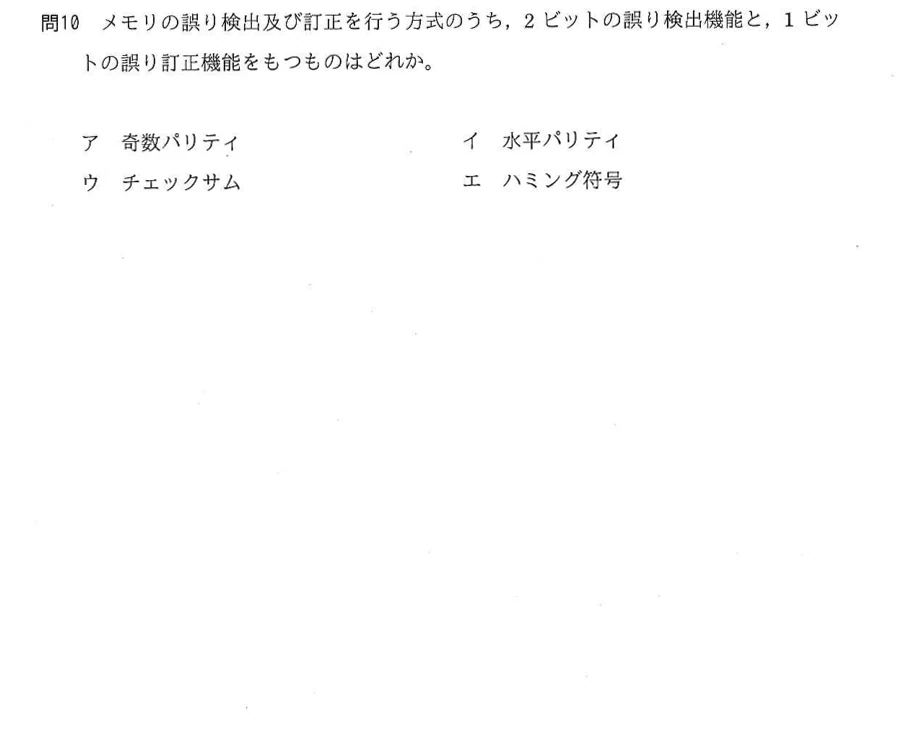 問10 メモリの誤り検出及び訂正を行う方式のうち，2 ビットの誤り検出機能と，1 ビッ
トの誤り訂正機能をもつものはどれか。
ア 奇数パリティ イ 水平パリティ
ウ チェックサム エ ハミング符号